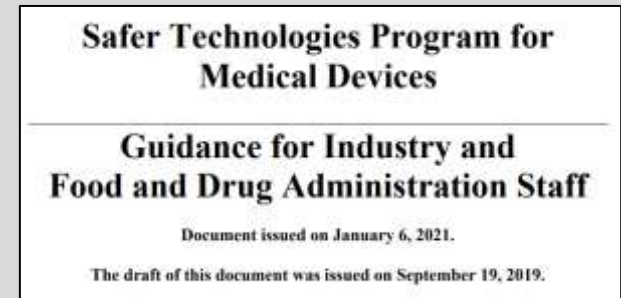 Safer Technologies Program for
Medical Devices
Guidance for Industry and
Food and Drug Administration Staff
Document issued on January 6, 2021.
The draft of this document was issued on September 19, 2019.